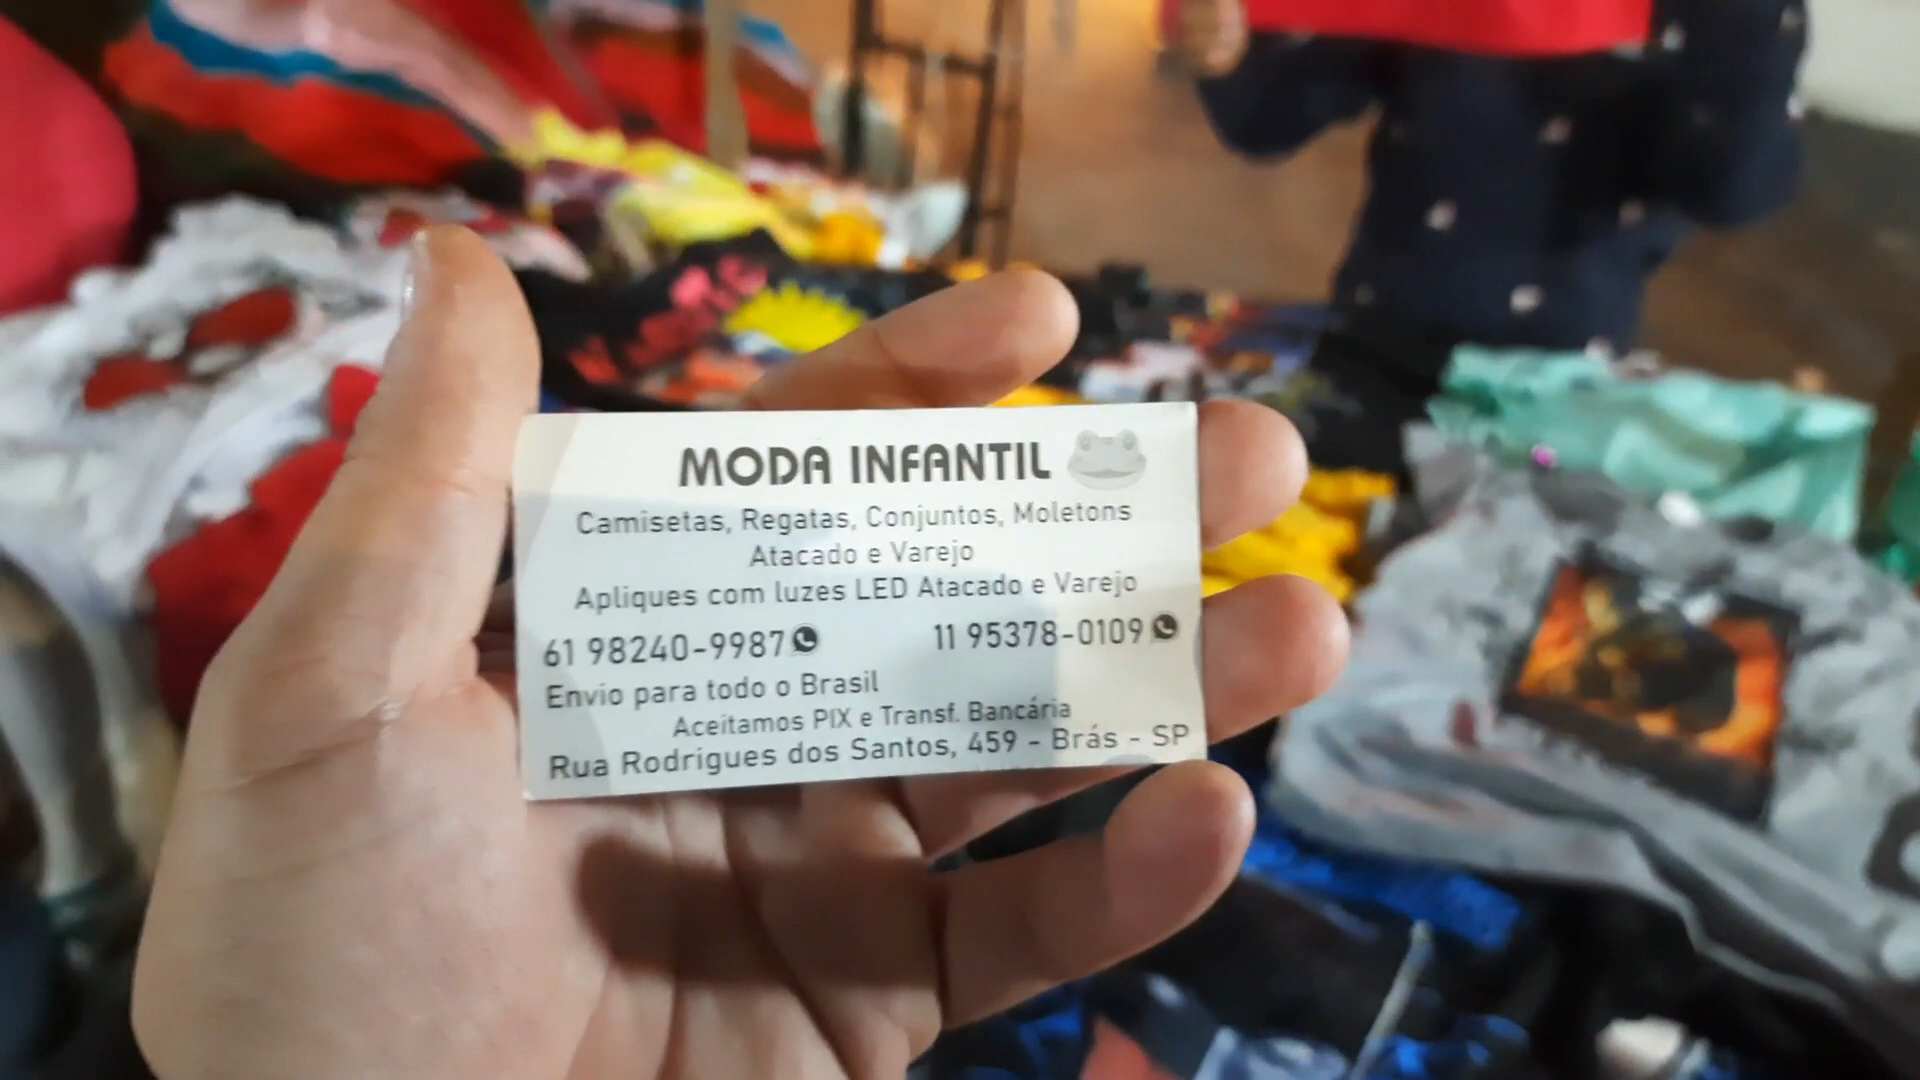 MODA INFANTIL
Camisetas, Regatas, Conjuntos, Moletons
Atacado e Varejo
Apliques com luzes LED Atacado e Varejo
61 98240-9987 11 95378-0109
Envio para todo o Brasil
Aceitamos PIX e Transf. Bancária
Rua Rodrigues dos Santos, 459 - Brás - SP